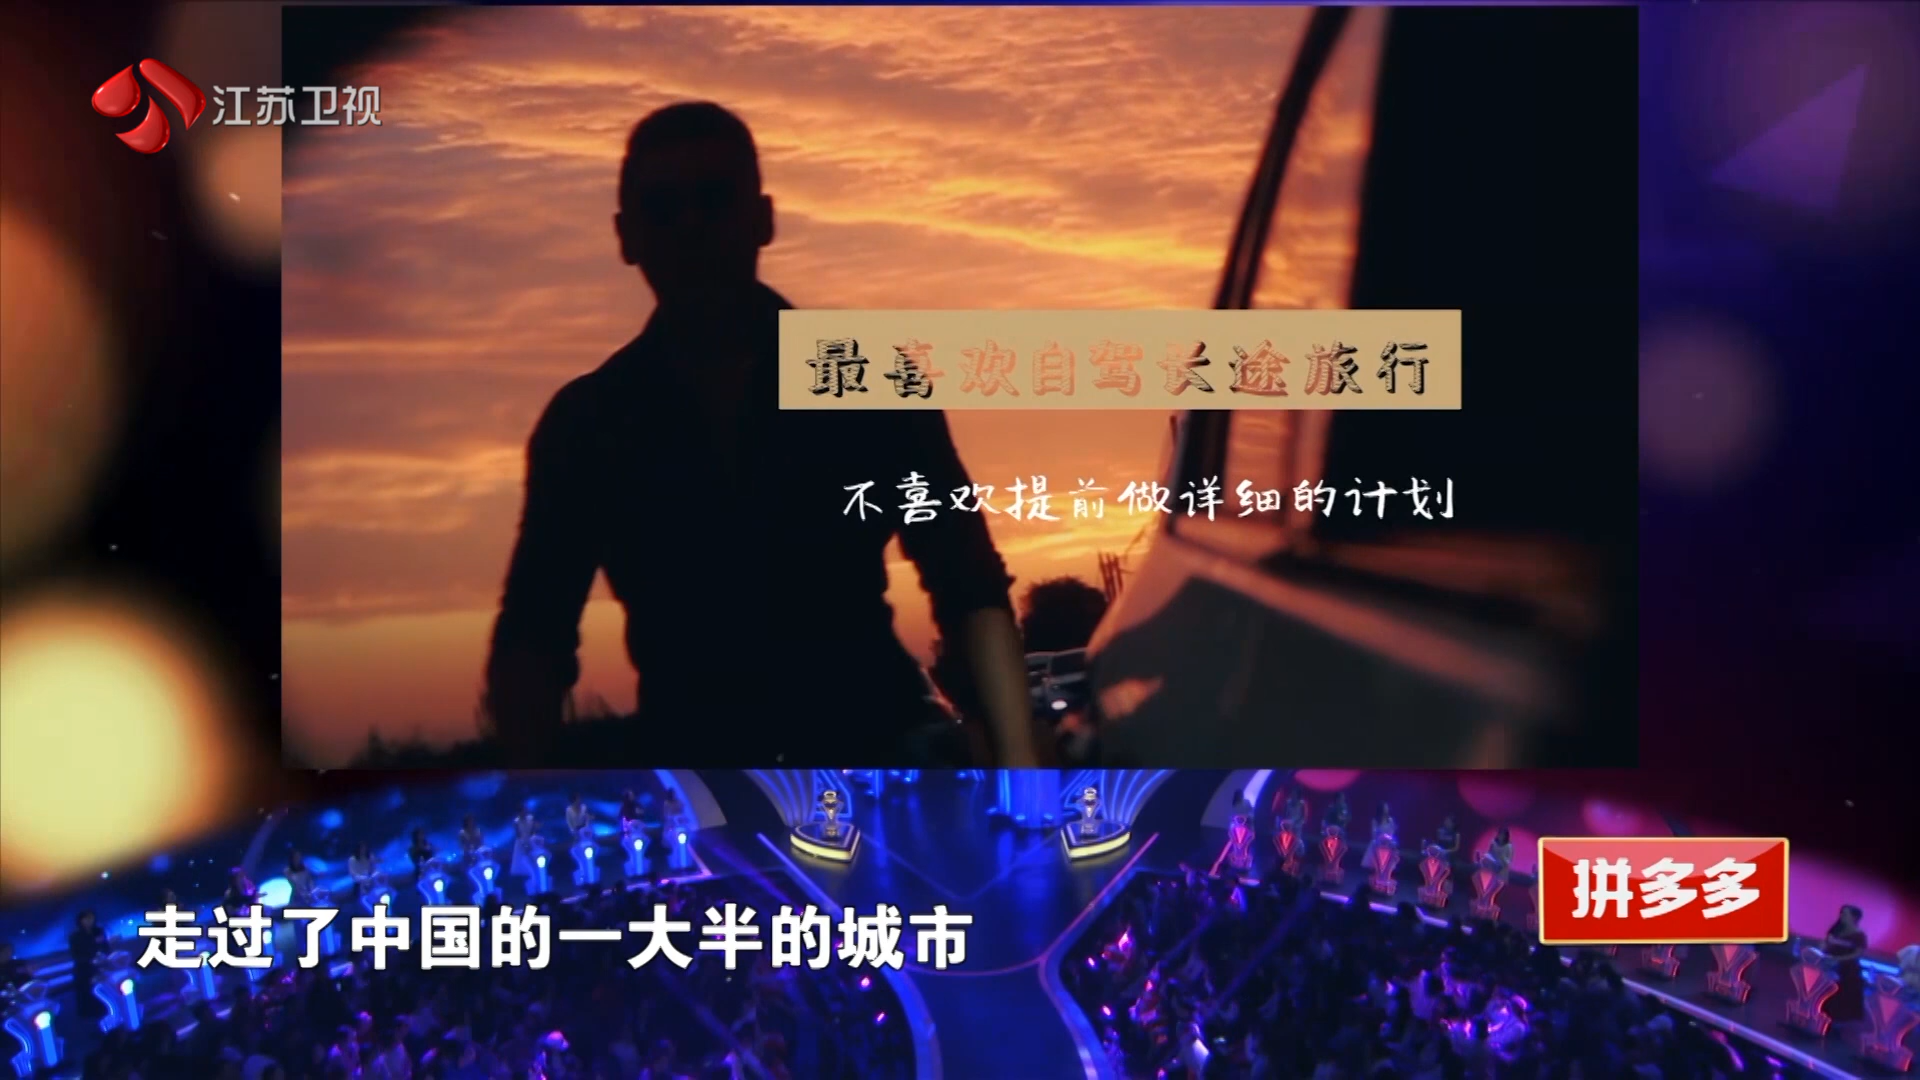 江苏卫视
最喜欢自驾长途旅行
不喜欢提前做详细的计划
拼多多
走过了中国的一大半的城市